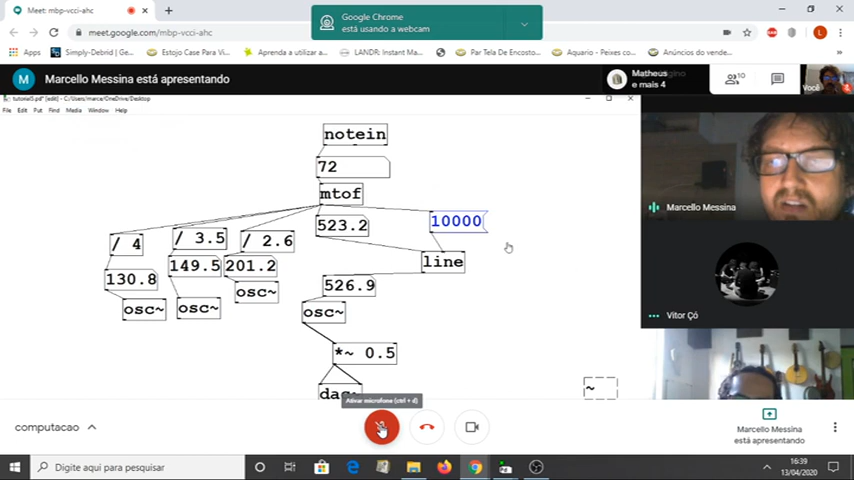 Meet: mbp-vcci-ahc
Google Chrome
está usando a webcam
meet.google.com/mbp-vcci-ahc
Apps
Simply-Debrid | Ge...
Estojo Case Para Vi...
Aprenda a utilizar a...
LANDR: Instant Ma...
Par Tela De Encosto...
Aquario - Peixes co...
Anúncios do vende...
M
Marcello Messina está apresentando
Matheus
e mais 4
10
Você
File Edit Put Find Media Window Help
notein
72
mtof
523.2
10000
/ 4
/ 3.5
/ 2.6
130.8
149.5
201.2
line
526.9
osc~
osc~
osc~
osc~
*~ 0.5
dac~
~
Marcello Messina
Vitor Çó
Ativar microfone (ctrl + d)
computacao
Marcello Messina
está apresentando
Digite aqui para pesquisar
16:39
13/04/2020